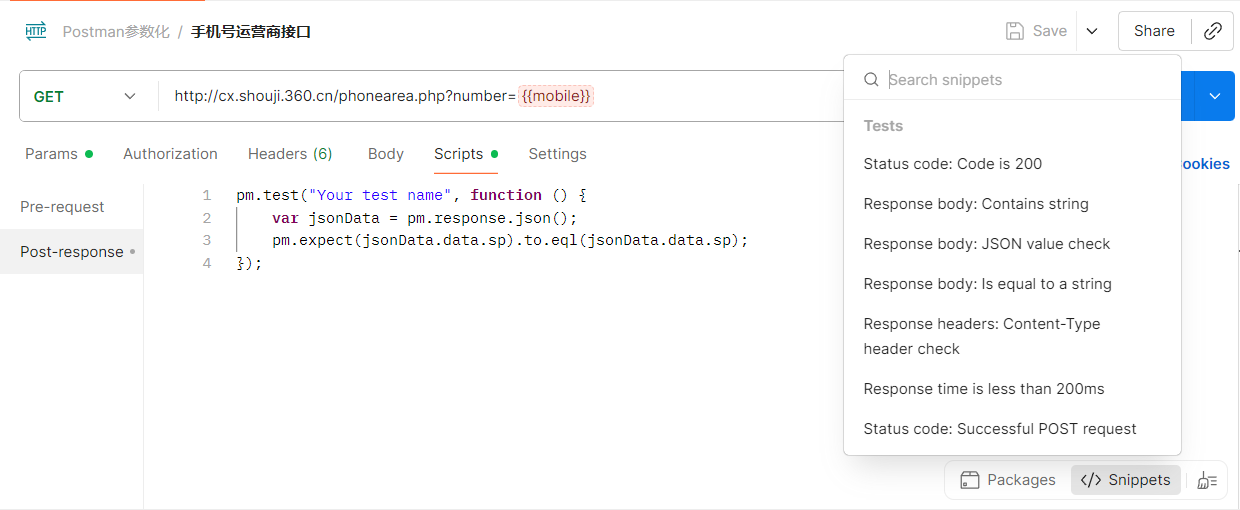 HTTP Postman参数化 / 手机号运营商接口 Save Share
Search snippets
GET http://cx.shouji.360.cn/phonearea.php?number= {{mobile}}
Tests
Params Authorization Headers (6) Body Scripts Settings
Status code: Code is 200
ookies
Pre-request
Post-response
1 pm.test("Your test name", function () {
2 var jsonData = pm.response.json();
3 pm.expect(jsonData.data.sp).to.eql(jsonData.data.sp);
4 });
Response body: Contains string
Response body: JSON value check
Response body: Is equal to a string
Response headers: Content-Type
header check
Response time is less than 200ms
Status code: Successful POST request
Packages </> Snippets